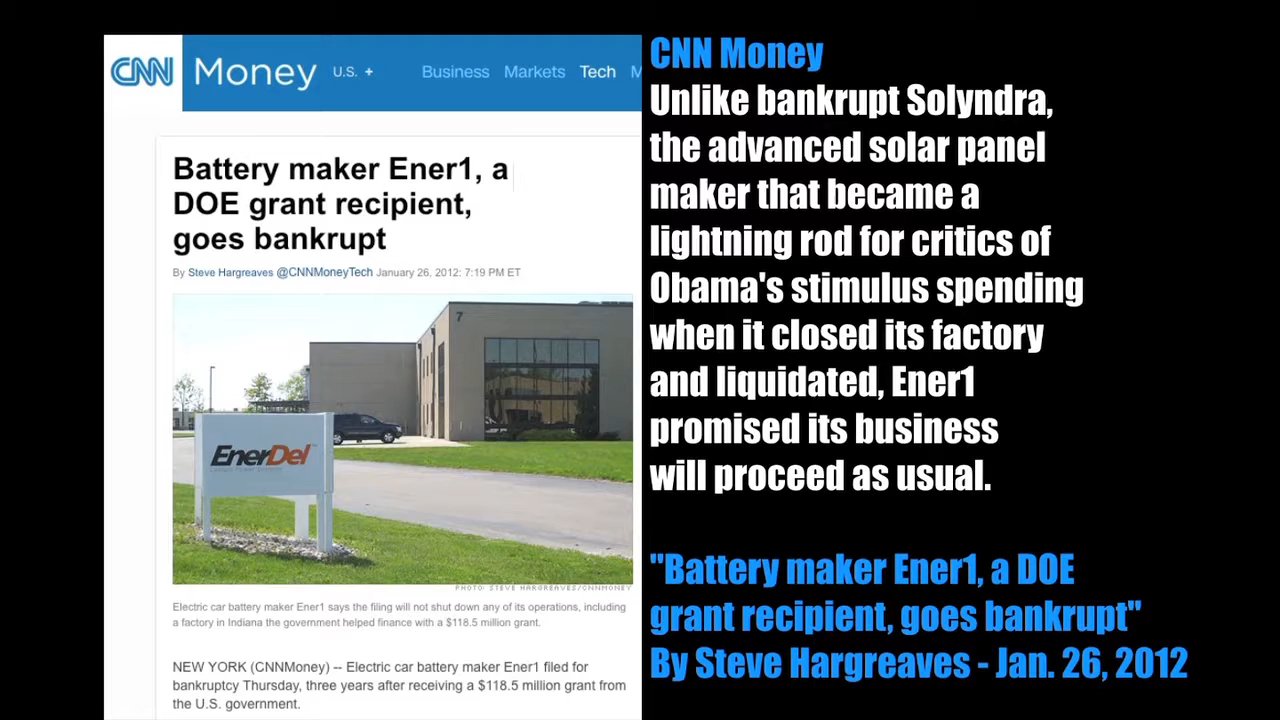 CNN Money U.S. + Business Markets Tech M
Battery maker Ener1, a
DOE grant recipient,
goes bankrupt
By Steve Hargreaves @CNNMoneyTech January 26, 2012: 7:19 PM ET
7
EnerDel
PHOTO: STEVE HARGREAVES/CNNMONEY
Electric car battery maker Ener1 says the filing will not shut down any of its operations, including
a factory in Indiana the government helped finance with a $118.5 million grant.
NEW YORK (CNNMoney) -- Electric car battery maker Ener1 filed for
bankruptcy Thursday, three years after receiving a $118.5 million grant from
the U.S. government.
CNN Money
Unlike bankrupt Solyndra,
the advanced solar panel
maker that became a
lightning rod for critics of
Obama's stimulus spending
when it closed its factory
and liquidated, Ener1
promised its business
will proceed as usual.
"Battery maker Ener1, a DOE
grant recipient, goes bankrupt"
By Steve Hargreaves - Jan. 26, 2012